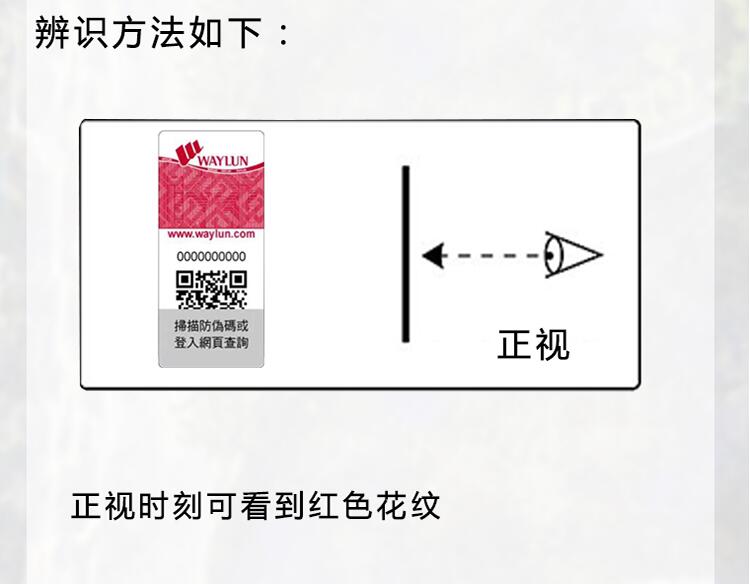 辨识方法如下：
WAYLUN
www.waylun.com
0000000000
掃描防偽碼或
登入網頁查詢
正视
正视时刻可看到红色花纹